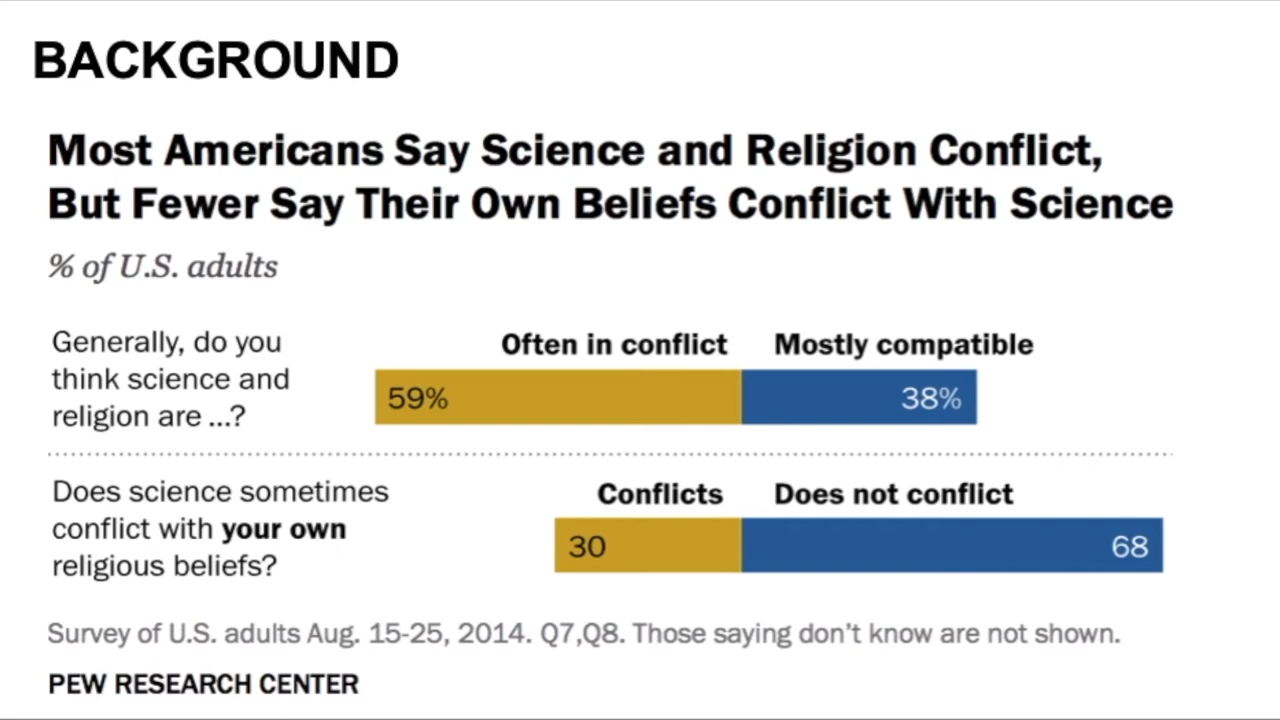 BACKGROUND
Most Americans Say Science and Religion Conflict,
But Fewer Say Their Own Beliefs Conflict With Science
% of U.S. adults
Generally, do you
think science and
religion are ...?
Often in conflict
Mostly compatible
59%
38%
Does science sometimes
conflict with your own
religious beliefs?
Conflicts
Does not conflict
30
68
Survey of U.S. adults Aug. 15-25, 2014. Q7,Q8. Those saying don’t know are not shown.
PEW RESEARCH CENTER